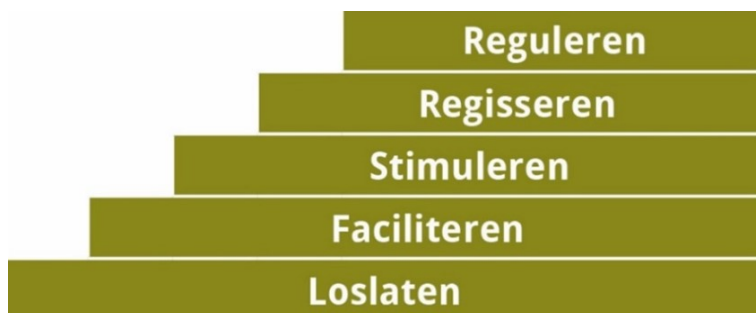 Reguleren
Regisseren
Stimuleren
Faciliteren
Loslaten